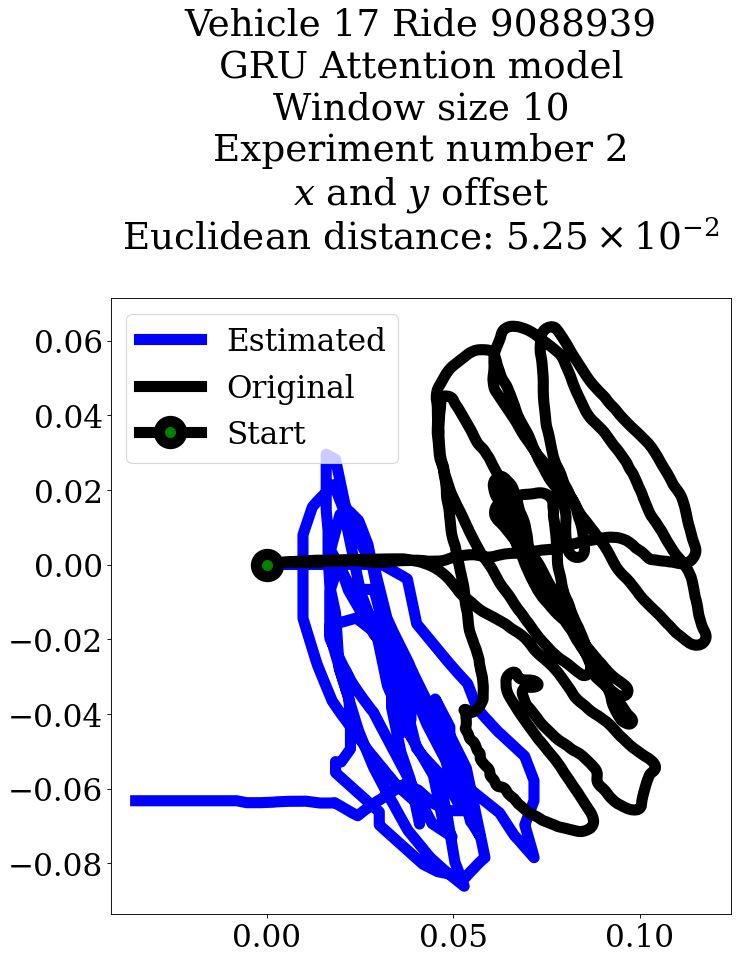 Vehicle 17 Ride 9088939
GRU Attention model
Window size 10
Experiment number 2
x and y offset
Euclidean distance: 5.25 × 10⁻²
Estimated
Original
Start
0.06
0.04
0.02
0.00
−0.02
−0.04
−0.06
−0.08
0.00 0.05 0.10